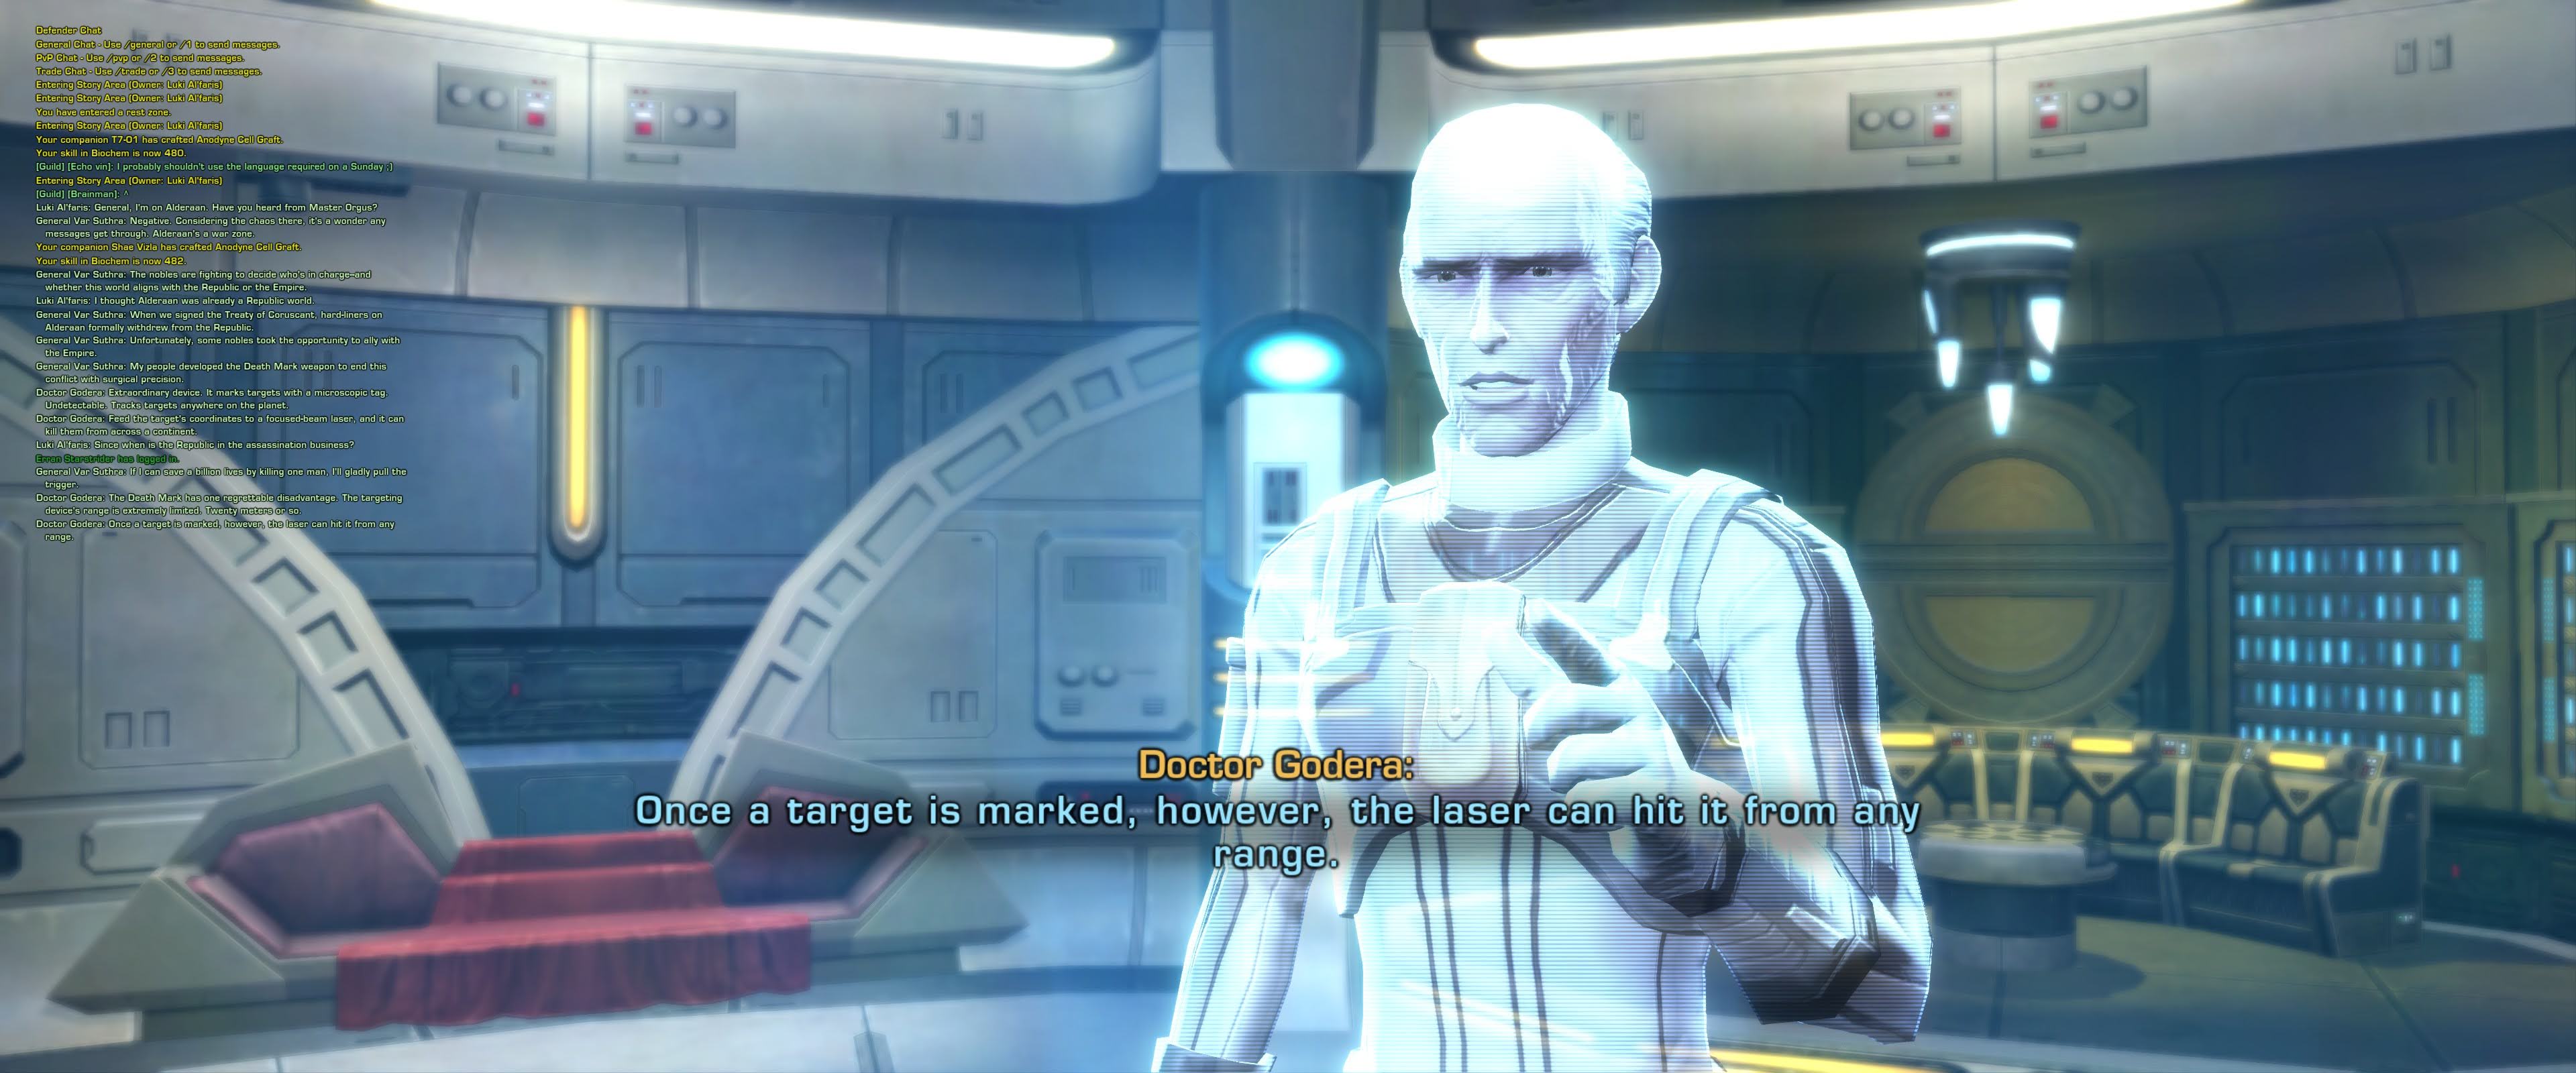 Defender Chat
General Chat - Use /general or /1 to send messages.
PvP Chat - Use /pvp or /2 to send messages.
Trade Chat - Use /trade or /3 to send messages.
Entering Story Area (Owner: Luki Al'faris)
Entering Story Area (Owner: Luki Al'faris)
You have entered a rest zone.
Entering Story Area (Owner: Luki Al'faris)
Your companion T7-01 has crafted Anodyne Cell Graft.
Your skill in Biochem is now 480.
[Guild] [Echo vin]: I probably shouldn't use the language required on a Sunday ;)
Entering Story Area (Owner: Luki Al'faris)
[Guild] [Brainman]: ^
Luki Al'faris: General, I'm on Alderaan. Have you heard from Master Orgus?
General Var Suthra: Negative. Considering the chaos there, it's a wonder any
messages get through. Alderaan's a war zone.
Your companion Shae Vizla has crafted Anodyne Cell Graft.
Your skill in Biochem is now 482.
General Var Suthra: The nobles are fighting to decide who's in charge–and
whether this world aligns with the Republic or the Empire.
Luki Al'faris: I thought Alderaan was already a Republic world.
General Var Suthra: When we signed the Treaty of Coruscant, hard-liners on
Alderaan formally withdrew from the Republic.
General Var Suthra: Unfortunately, some nobles took the opportunity to ally with
the Empire.
General Var Suthra: My people developed the Death Mark weapon to end this
conflict with surgical precision.
Doctor Godera: Extraordinary device. It marks targets with a microscopic tag.
Undetectable. Tracks targets anywhere on the planet.
Doctor Godera: Feed the target's coordinates to a focused-beam laser, and it can
kill them from across a continent.
Luki Al'faris: Since when is the Republic in the assassination business?
Erran Starstrider has logged in.
General Var Suthra: If I can save a billion lives by killing one man, I'll gladly pull the
trigger.
Doctor Godera: The Death Mark has one regrettable disadvantage. The targeting
device's range is extremely limited. Twenty meters or so.
Doctor Godera: Once a target is marked, however, the laser can hit it from any
range.
Doctor Godera:
Once a target is marked, however, the laser can hit it from any
range.